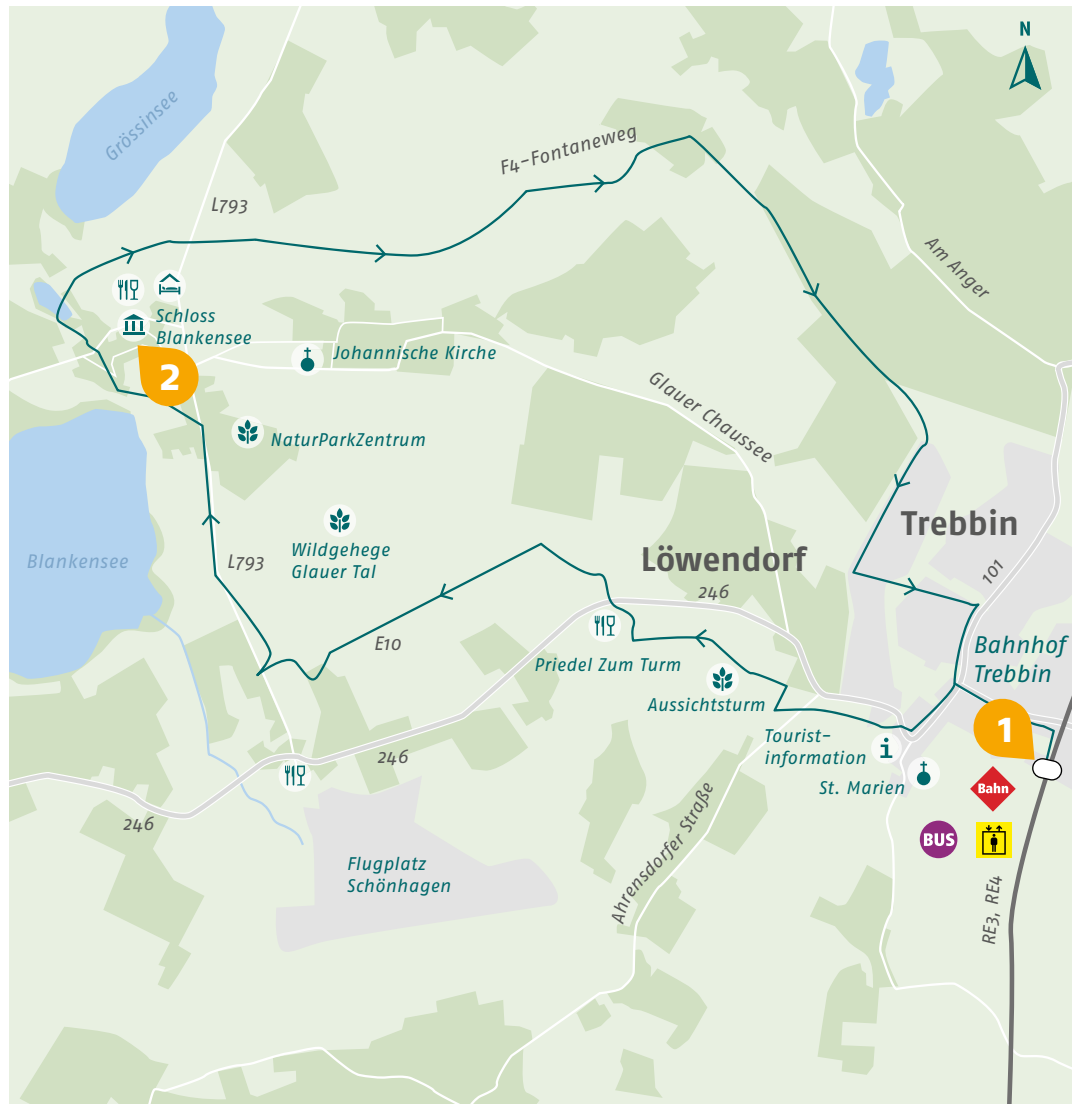 N
Grössinsee
F4-Fontaneweg
L793
Am Anger
Schloss
Blankensee
2
Johannische Kirche
Glauer Chaussee
NaturParkZentrum
Trebbin
Wildgehege
Glauer Tal
Blankensee
L793
Löwendorf
246
101
E10
Bahnhof
Trebbin
Priedel Zum Turm
Aussichtsturm
1
Tourist-
information
i
St. Marien
246
Bahn
246
BUS
Flugplatz
Schönhagen
Ahrensdorfer Straße
RE3, RE4